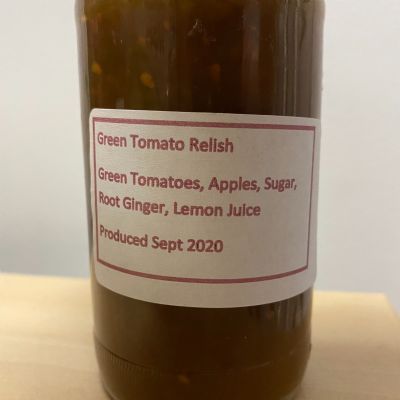 Green Tomato Relish
Green Tomatoes, Apples, Sugar,
Root Ginger, Lemon Juice
Produced Sept 2020